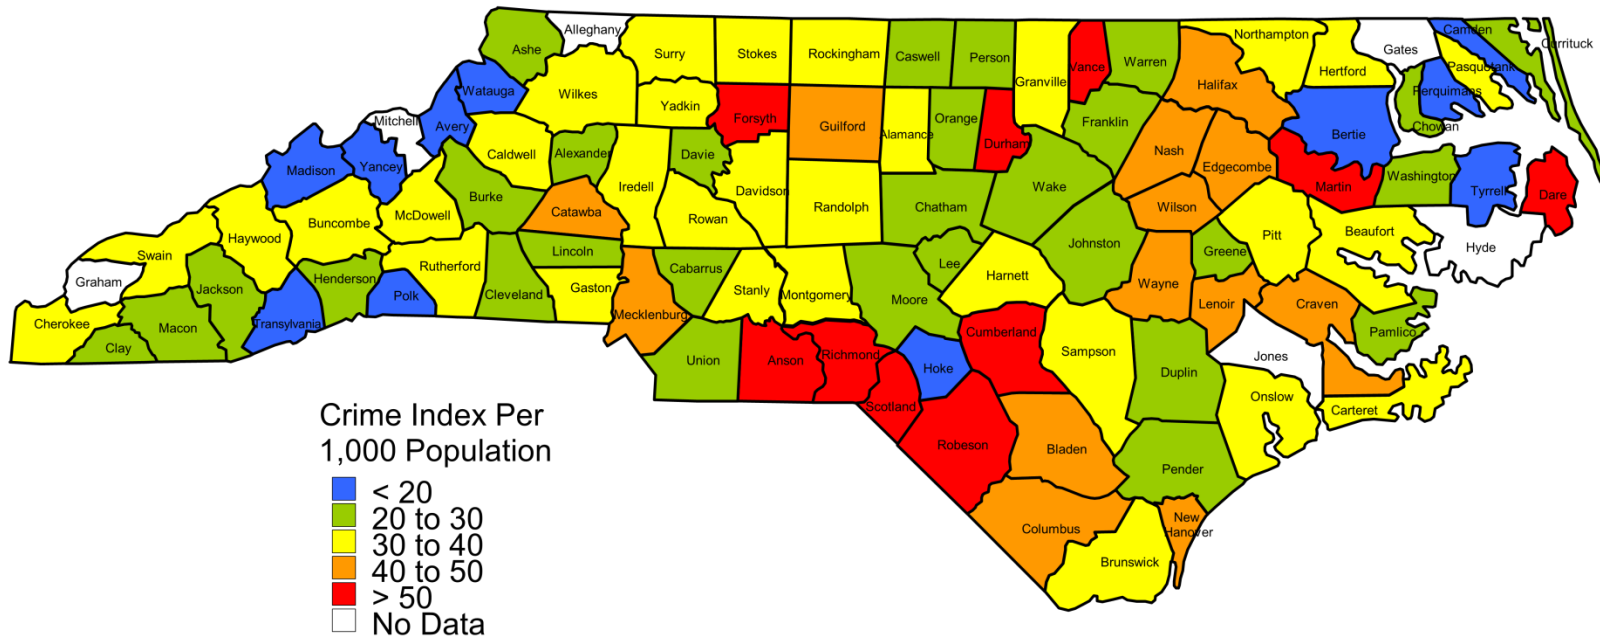 Alleghany
Ashe
Surry
Stokes
Rockingham
Caswell
Person
Granville
Vance
Warren
Northampton
Hertford
Gates
Camden
Currituck
Pasquotank
Perquimans
Chowan
Halifax
Watauga
Wilkes
Yadkin
Forsyth
Guilford
Alamance
Orange
Durham
Franklin
Bertie
Mitchell
Avery
Caldwell
Alexander
Davie
Nash
Edgecombe
Madison
Yancey
Iredell
Davidson
Wake
Martin
Washington
Tyrrell
Dare
Burke
McDowell
Buncombe
Catawba
Rowan
Randolph
Chatham
Wilson
Haywood
Swain
Pitt
Beaufort
Hyde
Johnston
Greene
Lincoln
Rutherford
Lee
Harnett
Graham
Jackson
Henderson
Cabarrus
Wayne
Gaston
Cleveland
Polk
Stanly
Montgomery
Moore
Lenoir
Craven
Cherokee
Macon
Transylvania
Mecklenburg
Pamlico
Clay
Union
Anson
Richmond
Cumberland
Hoke
Sampson
Jones
Duplin
Scotland
Onslow
Carteret
Robeson
Bladen
Pender
Columbus
New
Hanover
Brunswick
Crime Index Per
1,000 Population
< 20
20 to 30
30 to 40
40 to 50
> 50
No Data